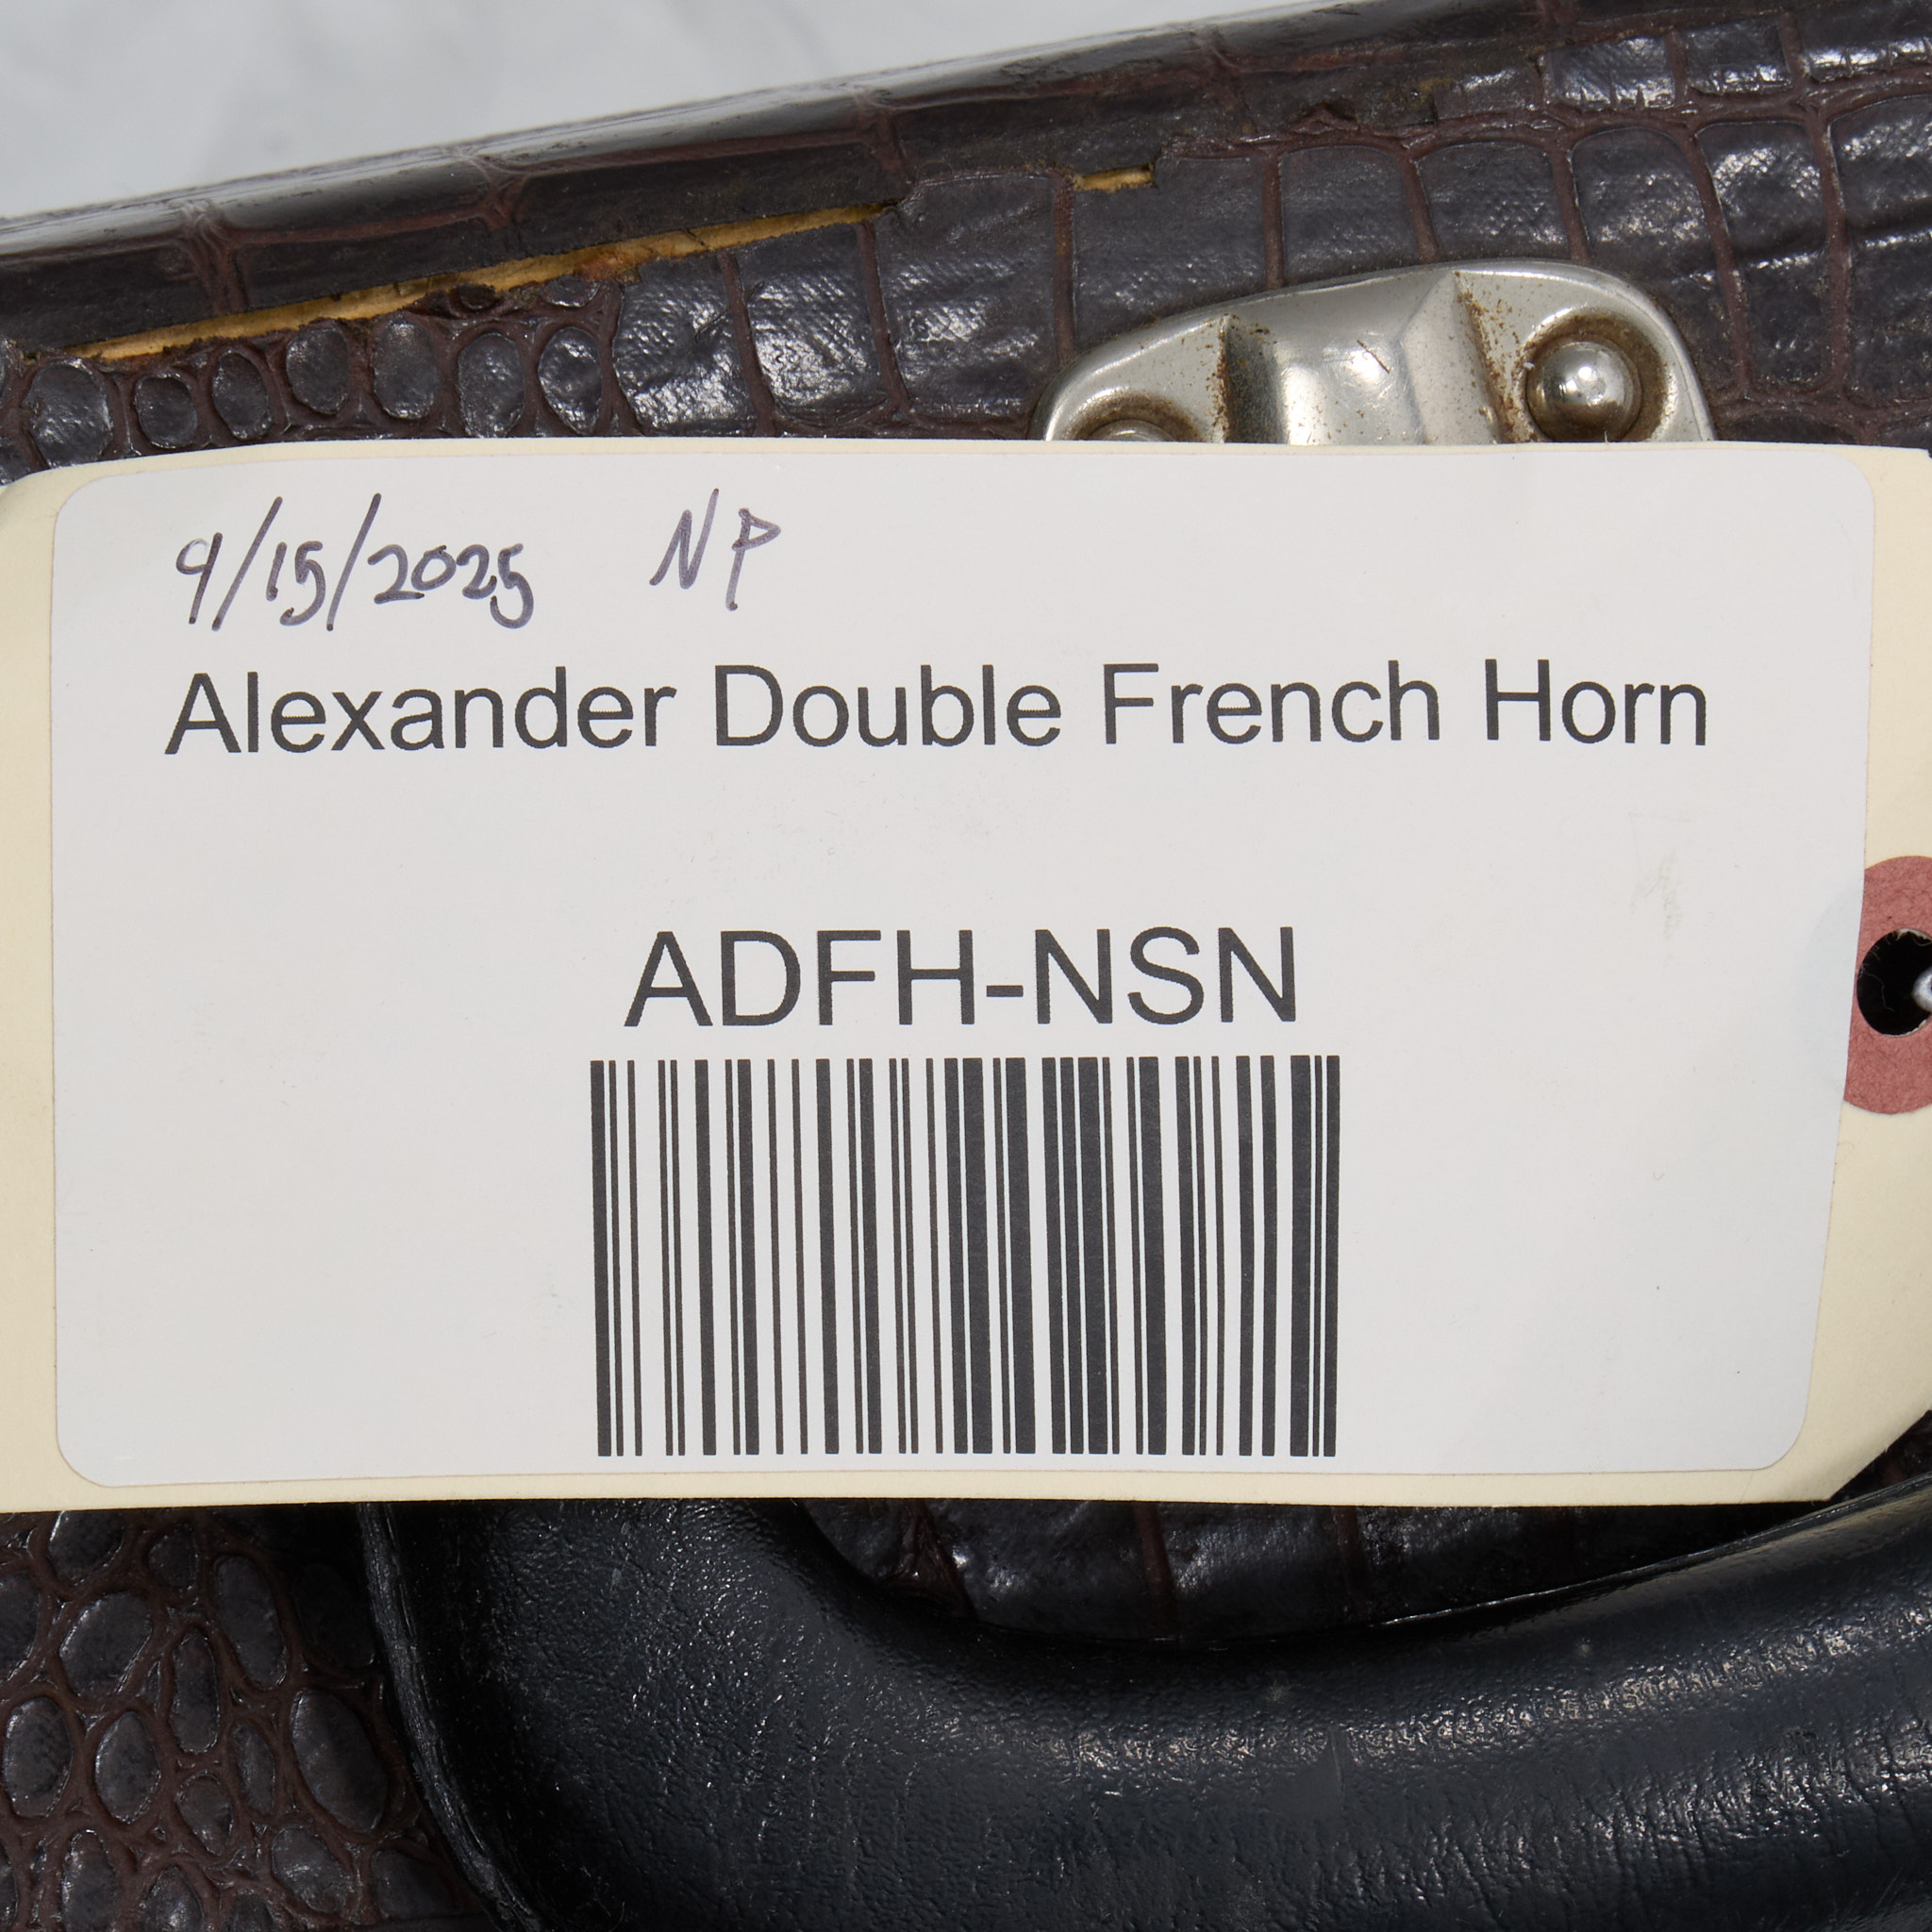 9/15/2025 NP
Alexander Double French Horn
ADFH-NSN